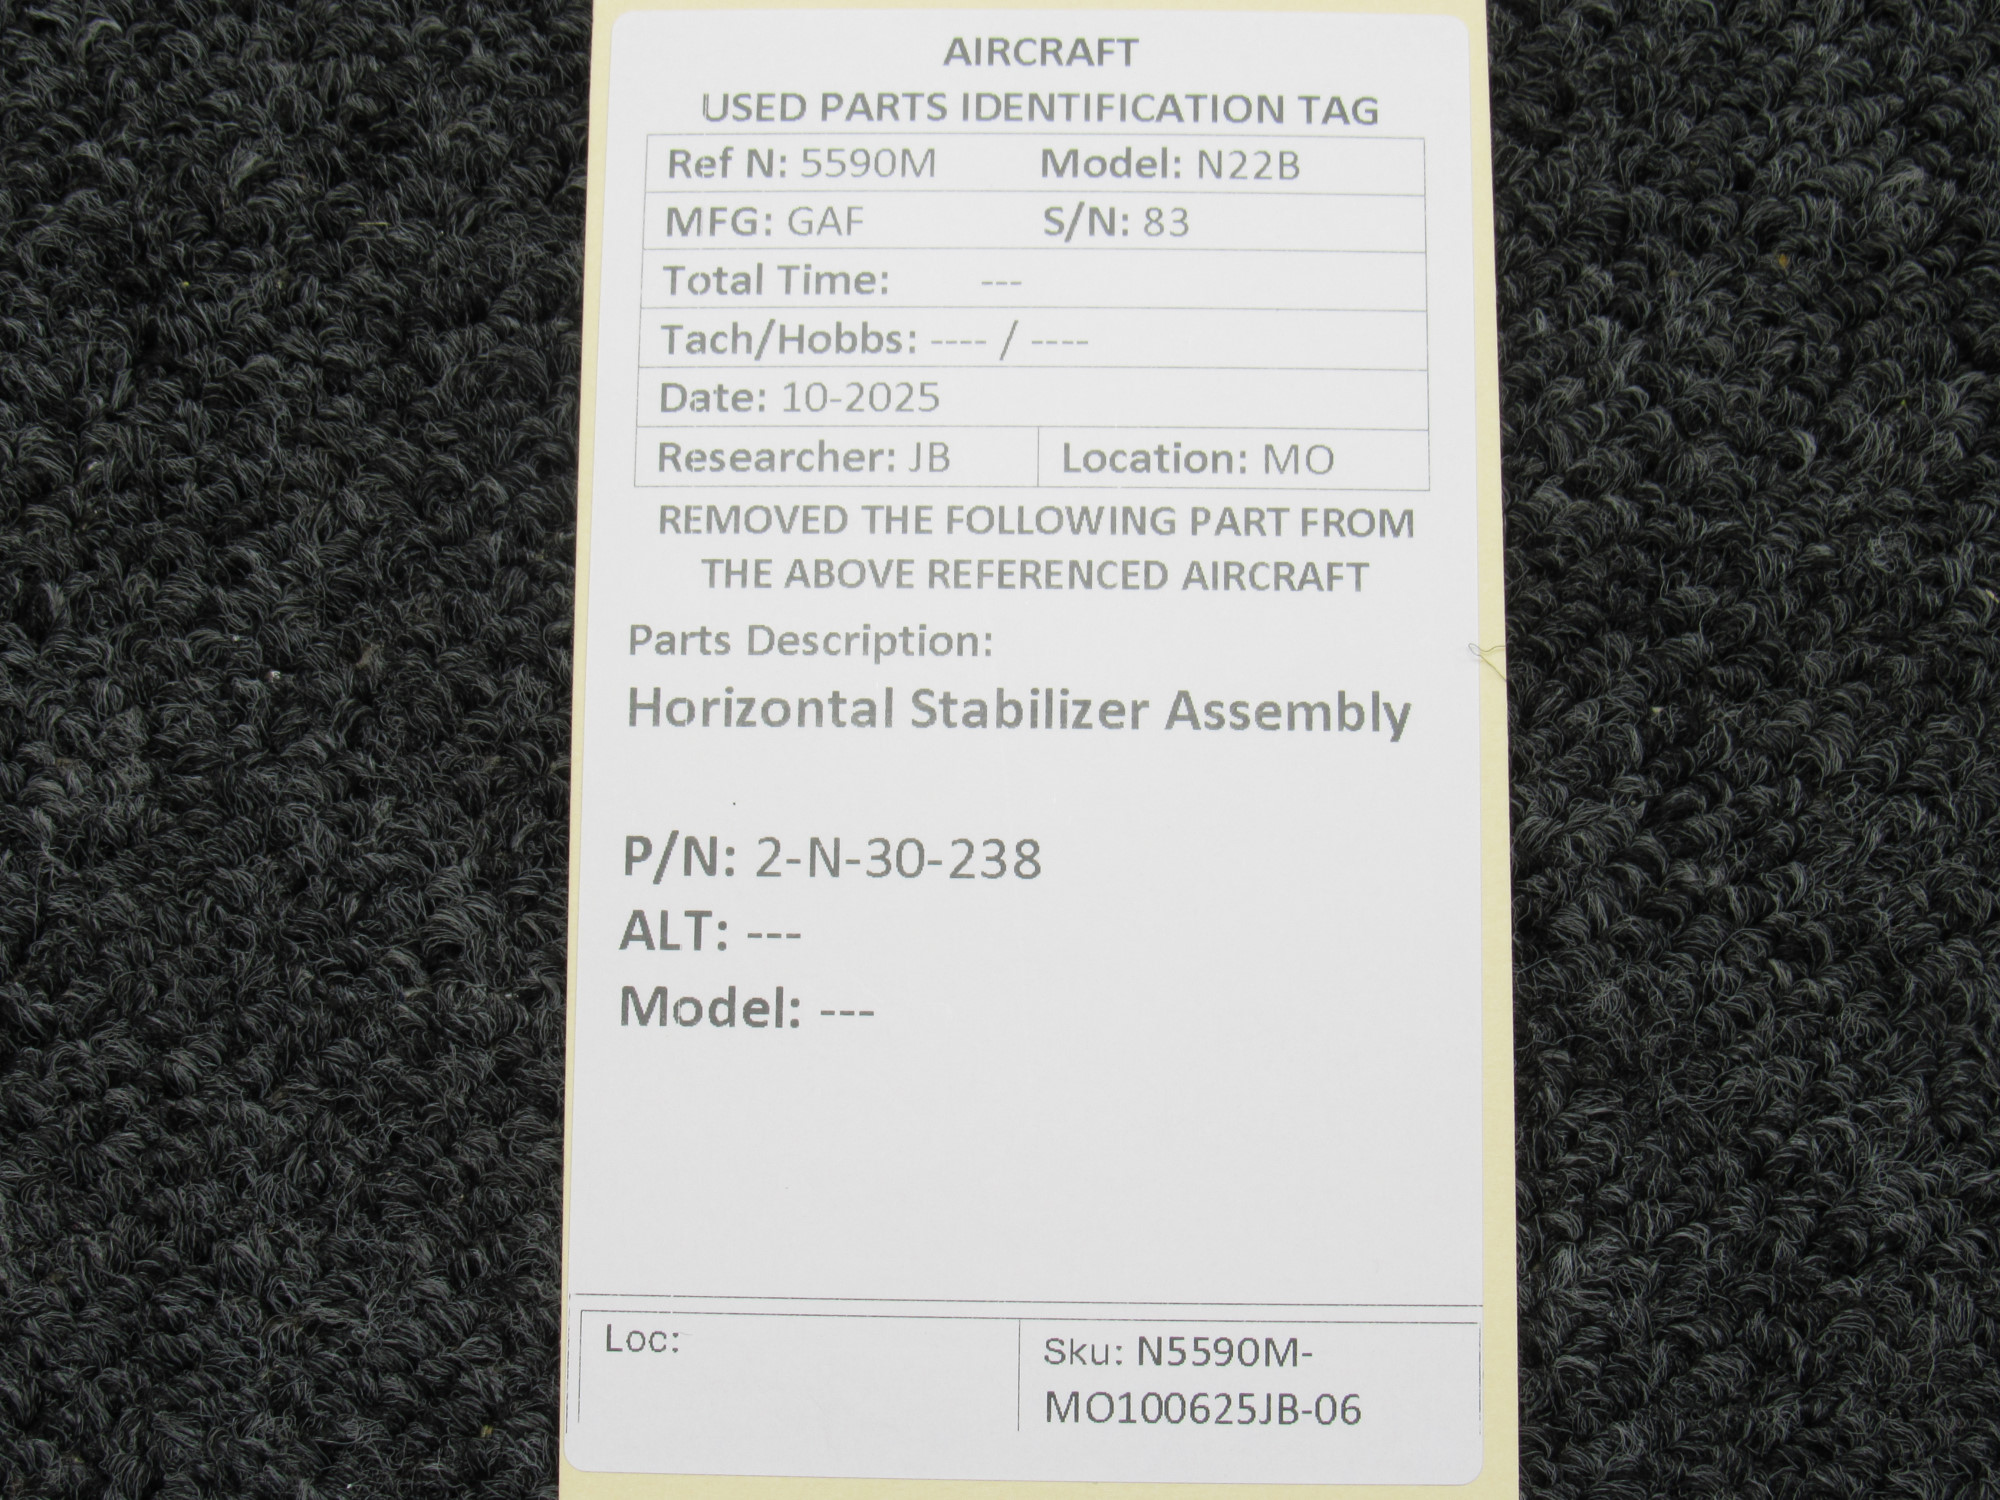 AIRCRAFT
USED PARTS IDENTIFICATION TAG
Ref N: 5590M Model: N22B
MFG: GAF S/N: 83
Total Time: ---
Tach/Hobbs: ---- / ----
Date: 10-2025
Researcher: JB Location: MO
REMOVED THE FOLLOWING PART FROM
THE ABOVE REFERENCED AIRCRAFT
Parts Description:
Horizontal Stabilizer Assembly
P/N: 2-N-30-238
ALT: ---
Model: ---
Loc:
Sku: N5590M-
MO100625JB-06